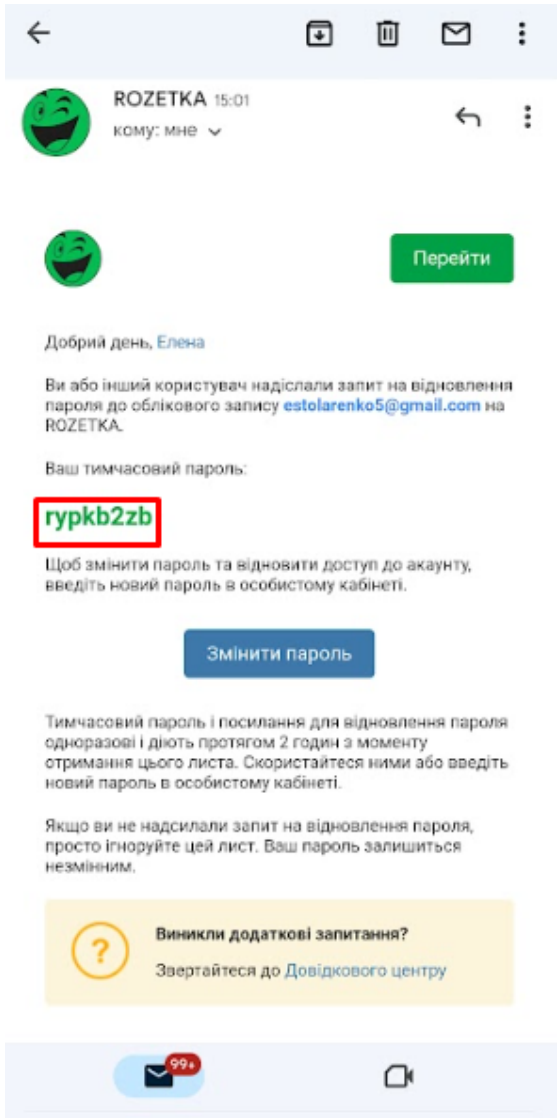 ROZETKA 15:01
кому: мне
Перейти
Добрий день, Елена
Ви або інший користувач надіслали запит на відновлення
пароля до облікового запису estolarenko5@gmail.com на
ROZETKA.
Ваш тимчасовий пароль:
rypkb2zb
Щоб змінити пароль та відновити доступ до акаунту,
введіть новий пароль в особистому кабінеті.
Змінити пароль
Тимчасовий пароль і посилання для відновлення пароля
одноразові і діють протягом 2 годин з моменту
отримання цього листа. Скористайтеся ними або введіть
новий пароль в особистому кабінеті.
Якщо ви не надсилали запит на відновлення пароля,
просто ігноруйте цей лист. Ваш пароль залишиться
незмінним.
?
Виникли додаткові запитання?
Звертайтеся до Довідкового центру
99+